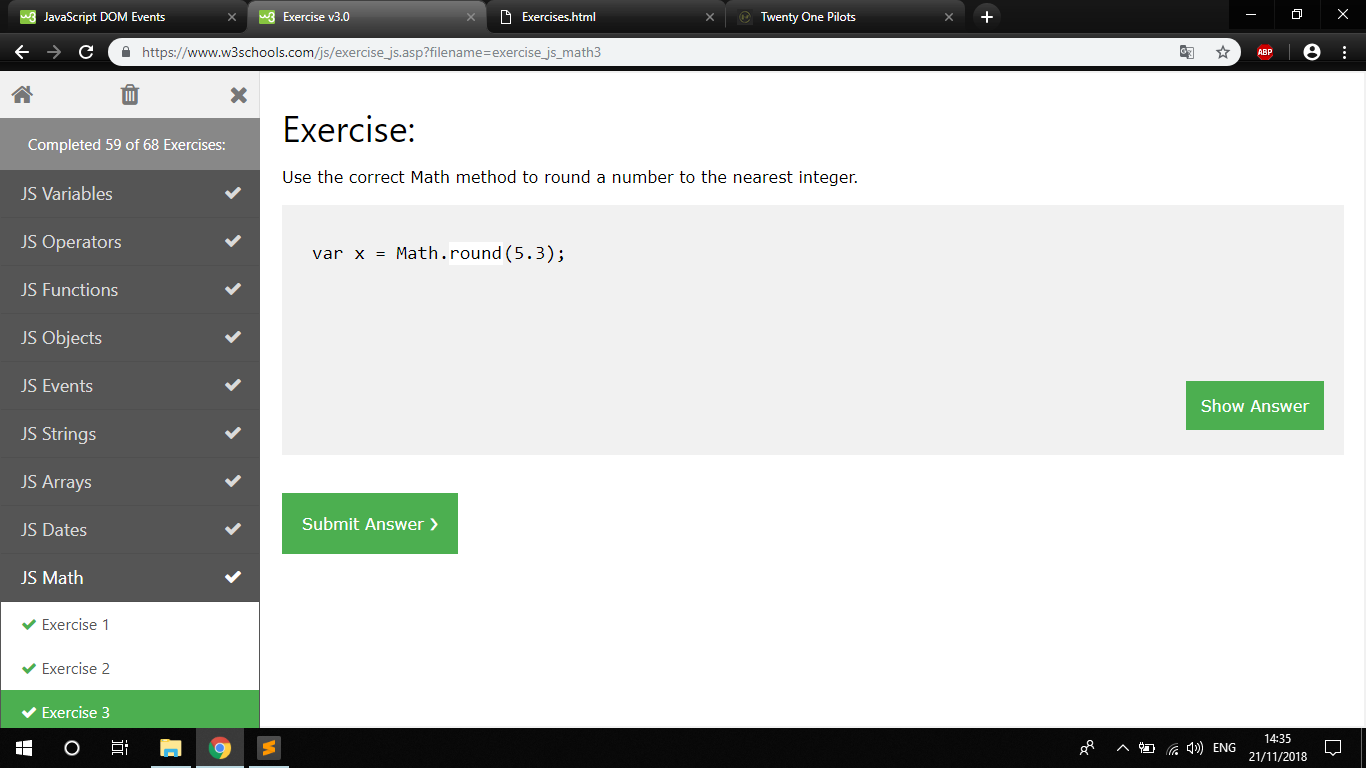 JavaScript DOM Events
Exercise v3.0
Exercises.html
Twenty One Pilots
https://www.w3schools.com/js/exercise_js.asp?filename=exercise_js_math3
ABP
Completed 59 of 68 Exercises:
JS Variables
JS Operators
JS Functions
JS Objects
JS Events
JS Strings
JS Arrays
JS Dates
JS Math
Exercise 1
Exercise 2
Exercise 3
Exercise:
Use the correct Math method to round a number to the nearest integer.
var x = Math.round(5.3);
Show Answer
Submit Answer ❯
ENG
14:35
21/11/2018